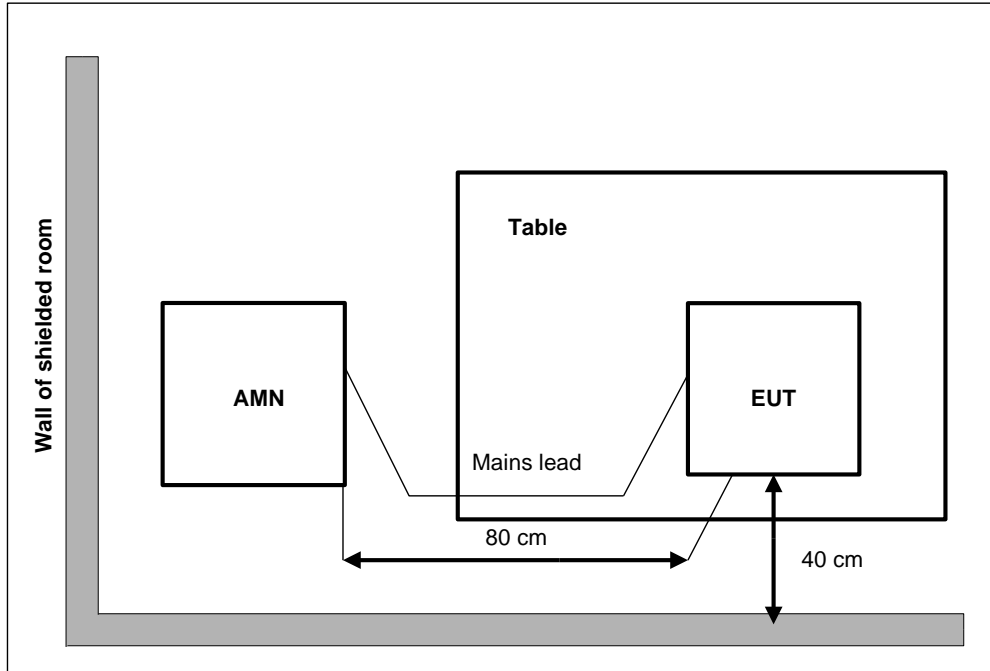 Wall of shielded room
Table
AMN
EUT
Mains lead
80 cm
40 cm